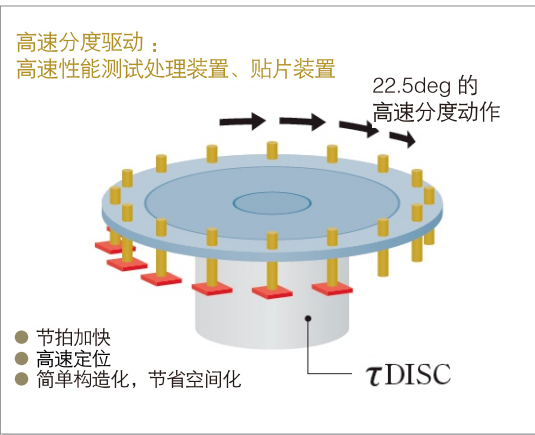 高速分度驱动：
高速性能测试处理装置、贴片装置
22.5deg 的
高速分度动作
● 节拍加快
● 高速定位
● 简单构造化，节省空间化
τDISC